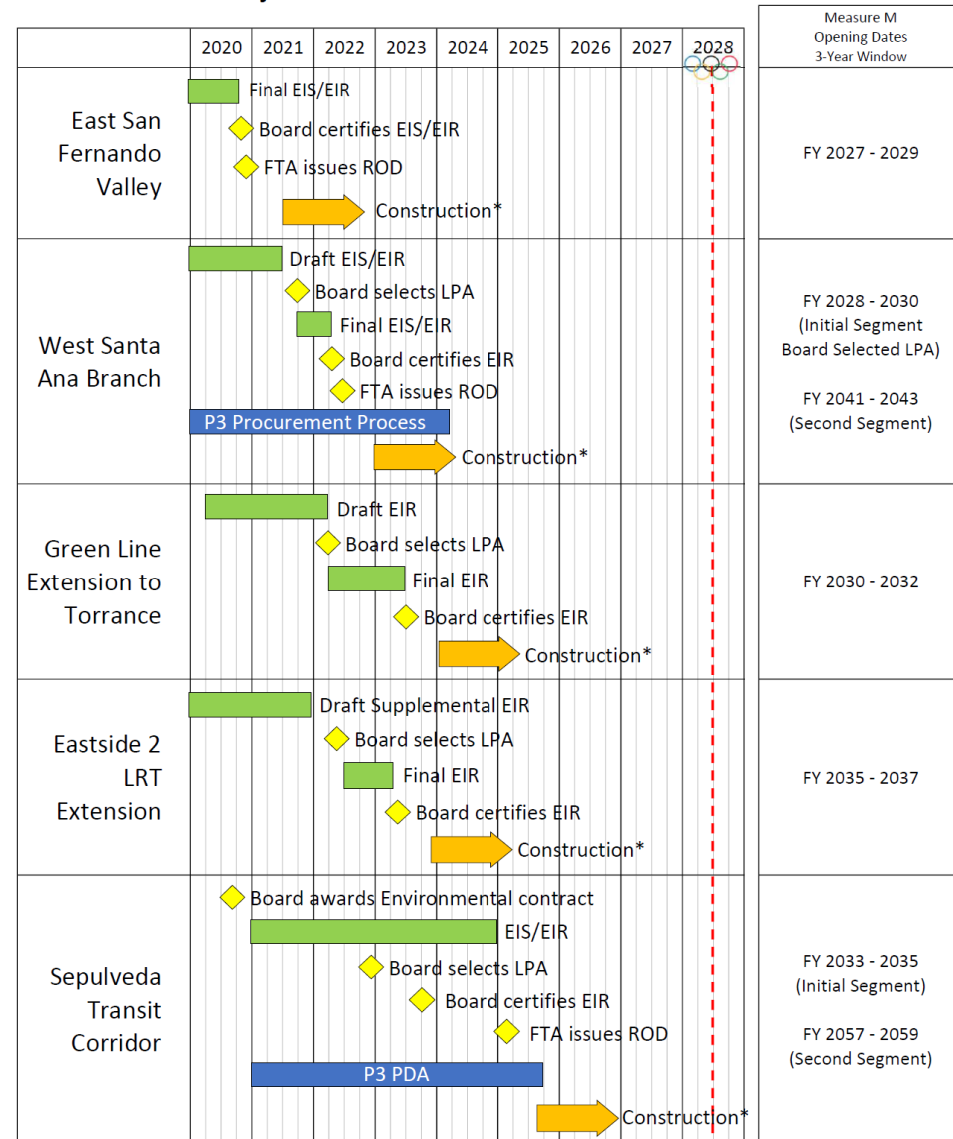 Measure M
Opening Dates
3-Year Window
2020 2021 2022 2023 2024 2025 2026 2027 2028
East San
Fernando
Valley
Final EIS/EIR
Board certifies EIS/EIR
FTA issues ROD
Construction*
FY 2027 - 2029
West Santa
Ana Branch
Draft EIS/EIR
Board selects LPA
Final EIS/EIR
Board certifies EIR
FTA issues ROD
P3 Procurement Process
Construction*
FY 2028 - 2030
(Initial Segment
Board Selected LPA)
FY 2041 - 2043
(Second Segment)
Green Line
Extension to
Torrance
Draft EIR
Board selects LPA
Final EIR
Board certifies EIR
Construction*
FY 2030 - 2032
Eastside 2
LRT
Extension
Draft Supplemental EIR
Board selects LPA
Final EIR
Board certifies EIR
Construction*
FY 2035 - 2037
Sepulveda
Transit
Corridor
Board awards Environmental contract
EIS/EIR
Board selects LPA
Board certifies EIR
FTA issues ROD
P3 PDA
Construction*
FY 2033 - 2035
(Initial Segment)
FY 2057 - 2059
(Second Segment)